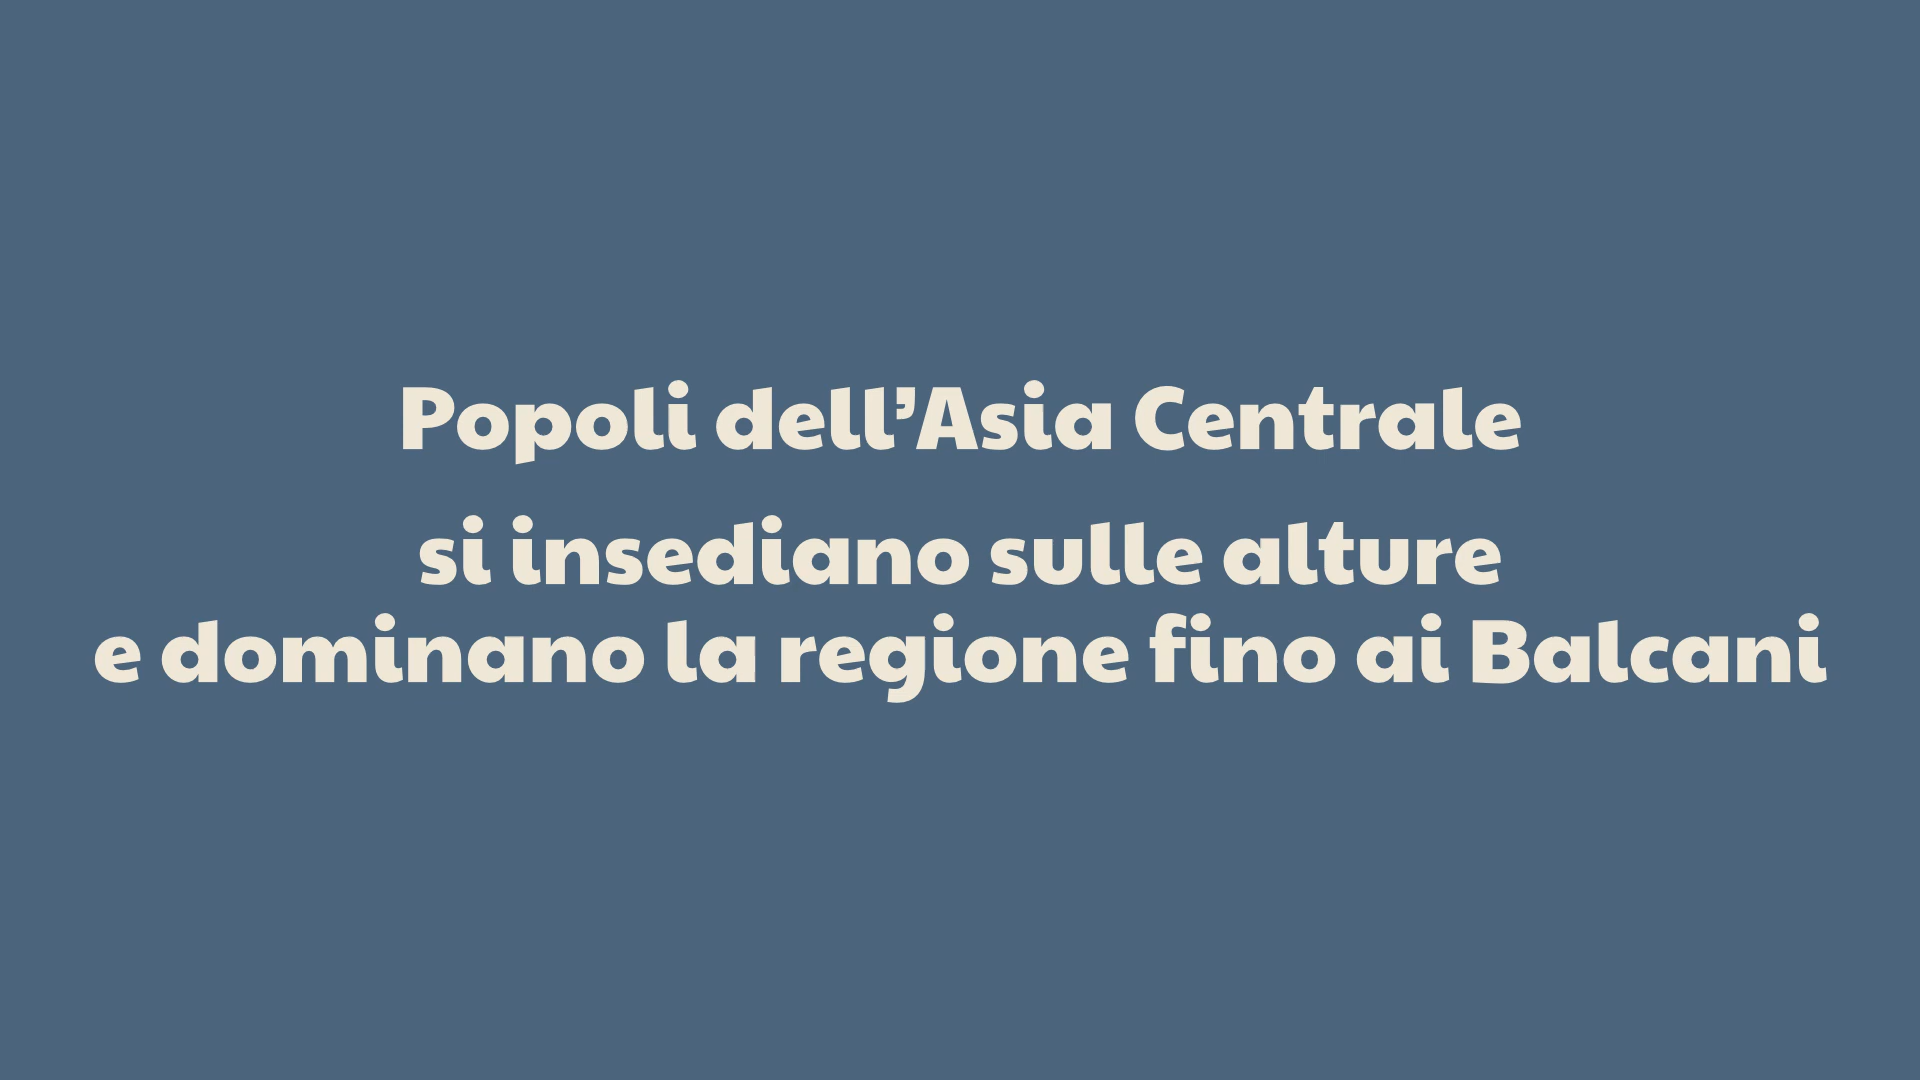 Popoli dell’Asia Centrale
si insediano sulle alture
e dominano la regione fino ai Balcani